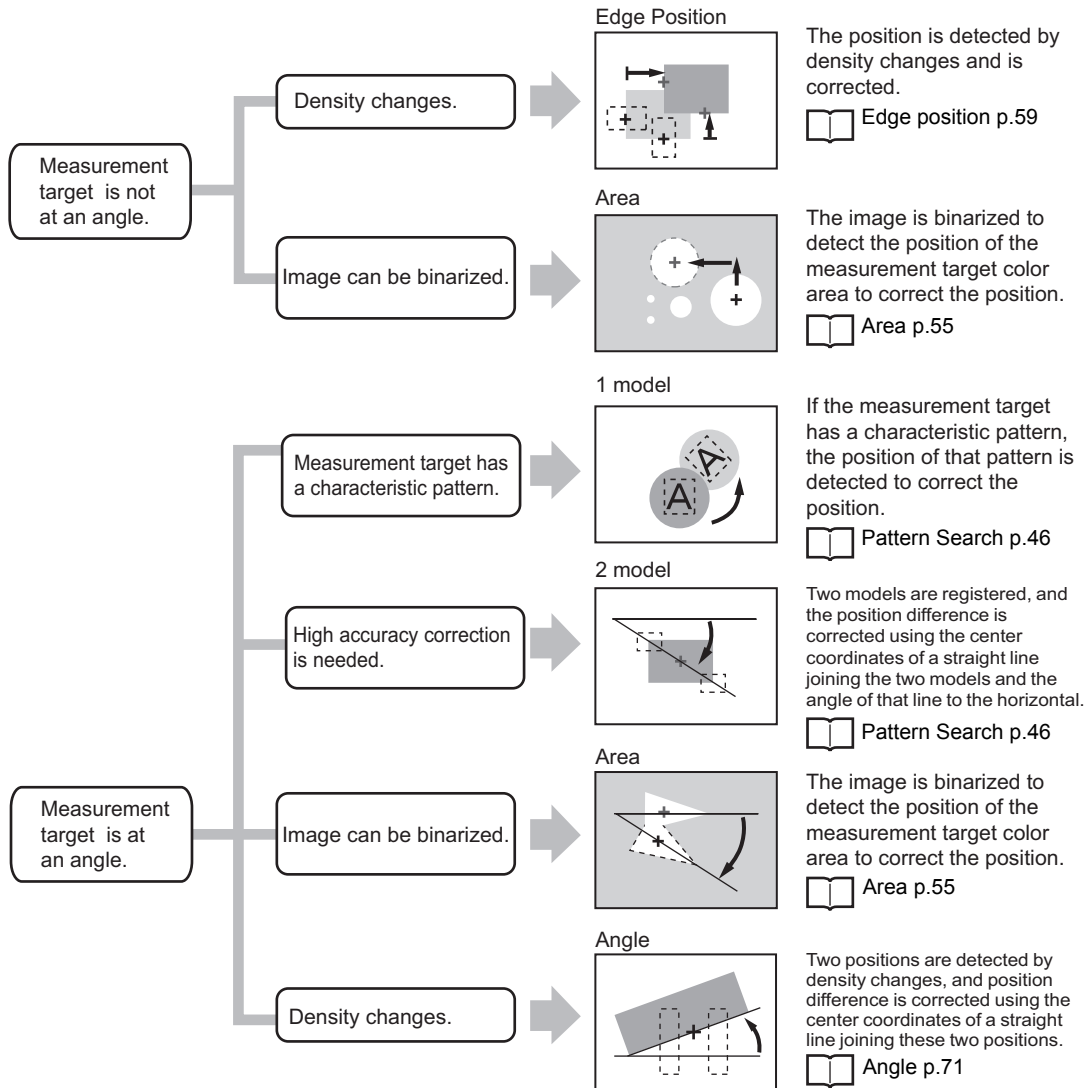 Edge Position
Density changes.
The position is detected by
density changes and is
corrected.
Edge position p.59
Measurement
target is not
at an angle.
Area
Image can be binarized.
The image is binarized to
detect the position of the
measurement target color
area to correct the position.
Area p.55
1 model
Measurement target has
a characteristic pattern.
A
A
If the measurement target
has a characteristic pattern,
the position of that pattern is
detected to correct the
position.
Pattern Search p.46
2 model
High accuracy correction
is needed.
Two models are registered, and
the position difference is
corrected using the center
coordinates of a straight line
joining the two models and the
angle of that line to the horizontal.
Pattern Search p.46
Measurement
target is at
an angle.
Area
Image can be binarized.
The image is binarized to
detect the position of the
measurement target color
area to correct the position.
Area p.55
Angle
Density changes.
Two positions are detected by
density changes, and position
difference is corrected using the
center coordinates of a straight
line joining these two positions.
Angle p.71